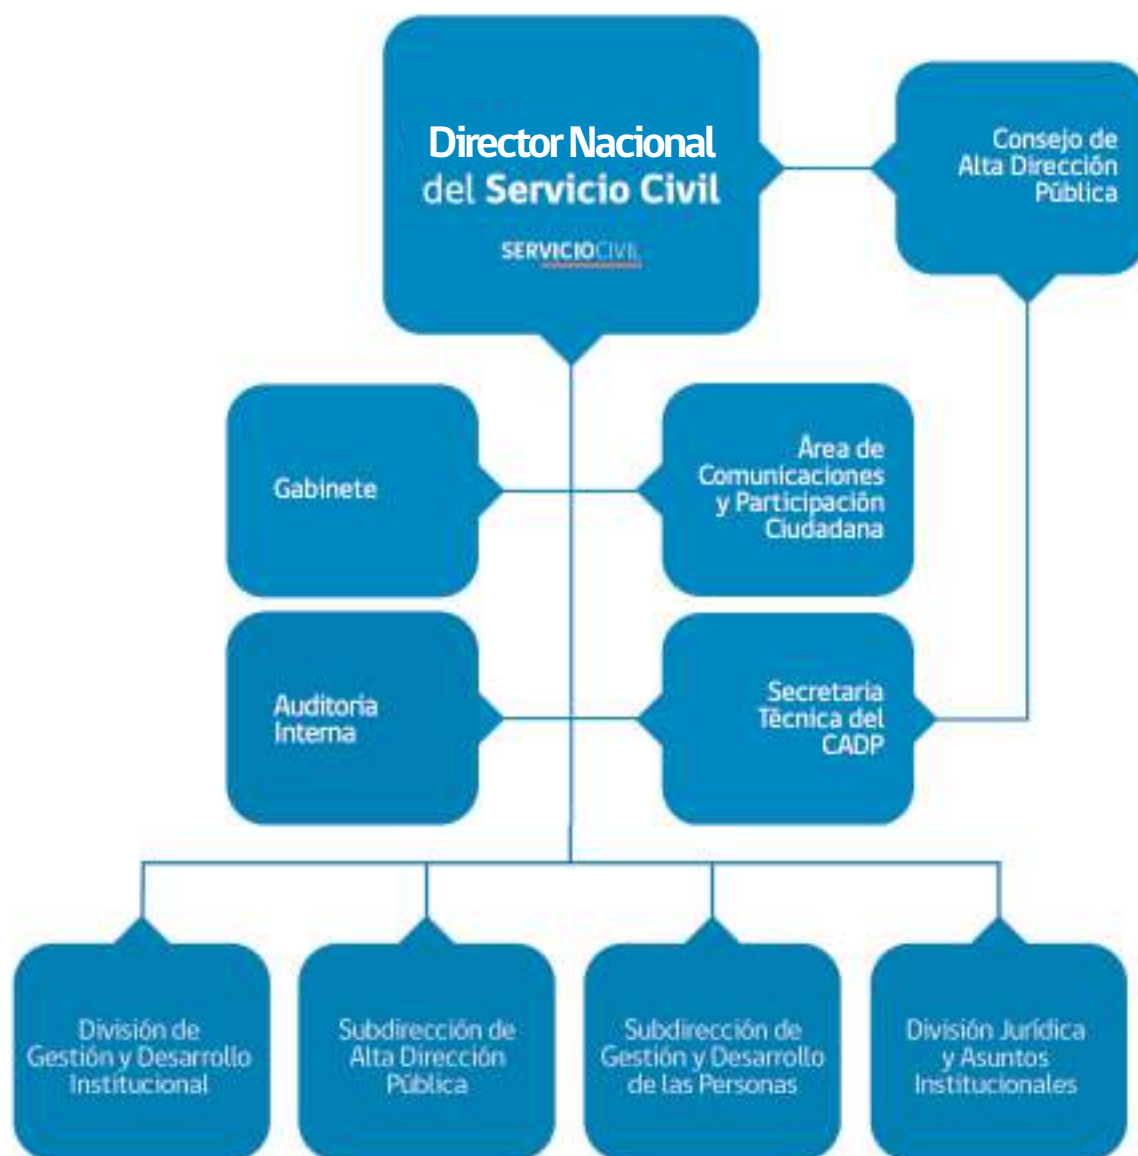 Director Nacional
del Servicio Civil
SERVICIOCIVIL
Consejo de
Alta Dirección
Pública
Gabinete
Área de
Comunicaciones
y Participación
Ciudadana
Auditoria
Interna
Secretaria
Técnica del
CADP
División de
Gestión y Desarrollo
Institucional
Subdirección de
Alta Dirección
Pública
Subdirección de
Gestión y Desarrollo
de las Personas
División Jurídica
y Asuntos
Institucionales